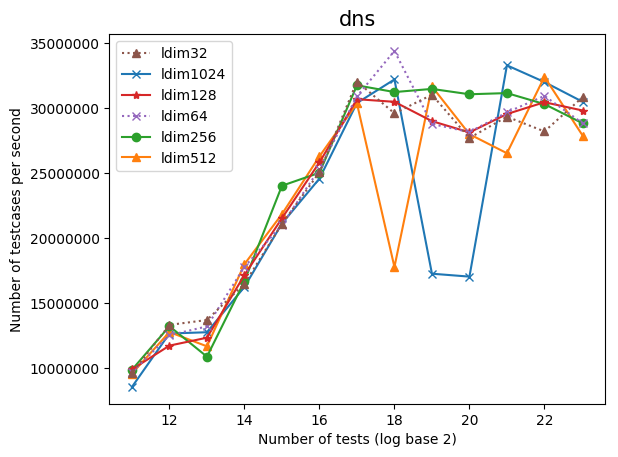 dns
ldim32
ldim1024
ldim128
ldim64
ldim256
ldim512
35000000
30000000
25000000
20000000
15000000
10000000
Number of testcases per second
12 14 16 18 20 22
Number of tests (log base 2)